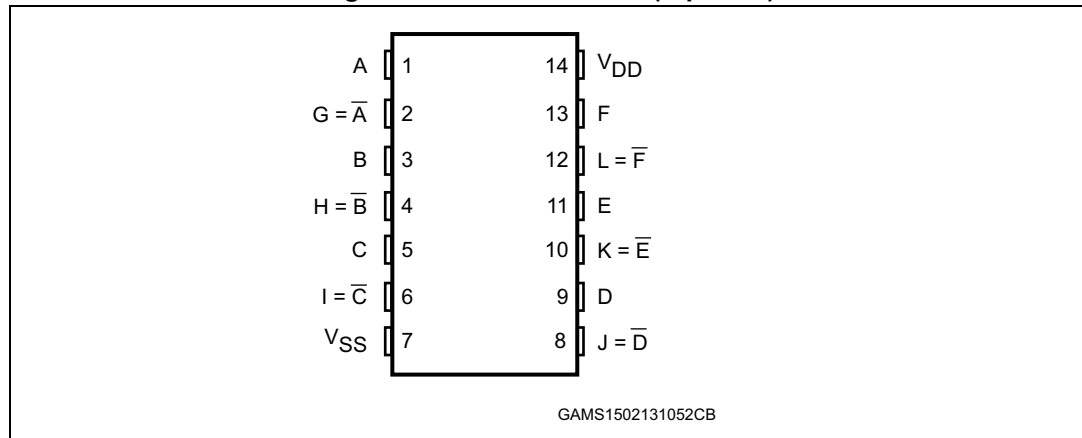 A 1 14 VDD
G = A̅ 2 13 F
B 3 12 L = F̅
H = B̅ 4 11 E
C 5 10 K = E̅
I = C̅ 6 9 D
VSS 7 8 J = D̅
GAMS1502131052CB